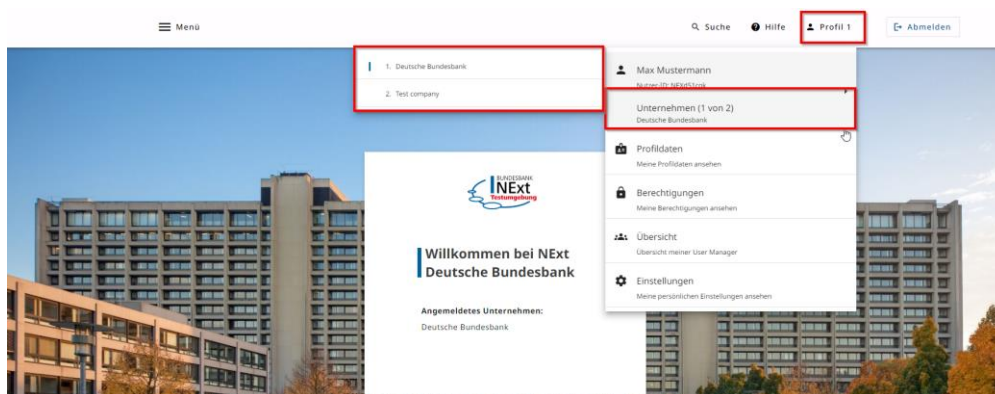 Menü
Suche
Hilfe
Profil 1
Abmelden
1. Deutsche Bundesbank
2. Test company
Max Mustermann
Unternehmen (1 von 2)
Deutsche Bundesbank
Profildaten
Meine Profildaten ansehen
Berechtigungen
Meine Berechtigungen ansehen
Übersicht
Übersicht meiner User Manager
Einstellungen
Meine persönlichen Einstellungen ansehen
BUNDESBANK
NExt
Testumgebung
Willkommen bei NExt
Deutsche Bundesbank
Angemeldetes Unternehmen:
Deutsche Bundesbank